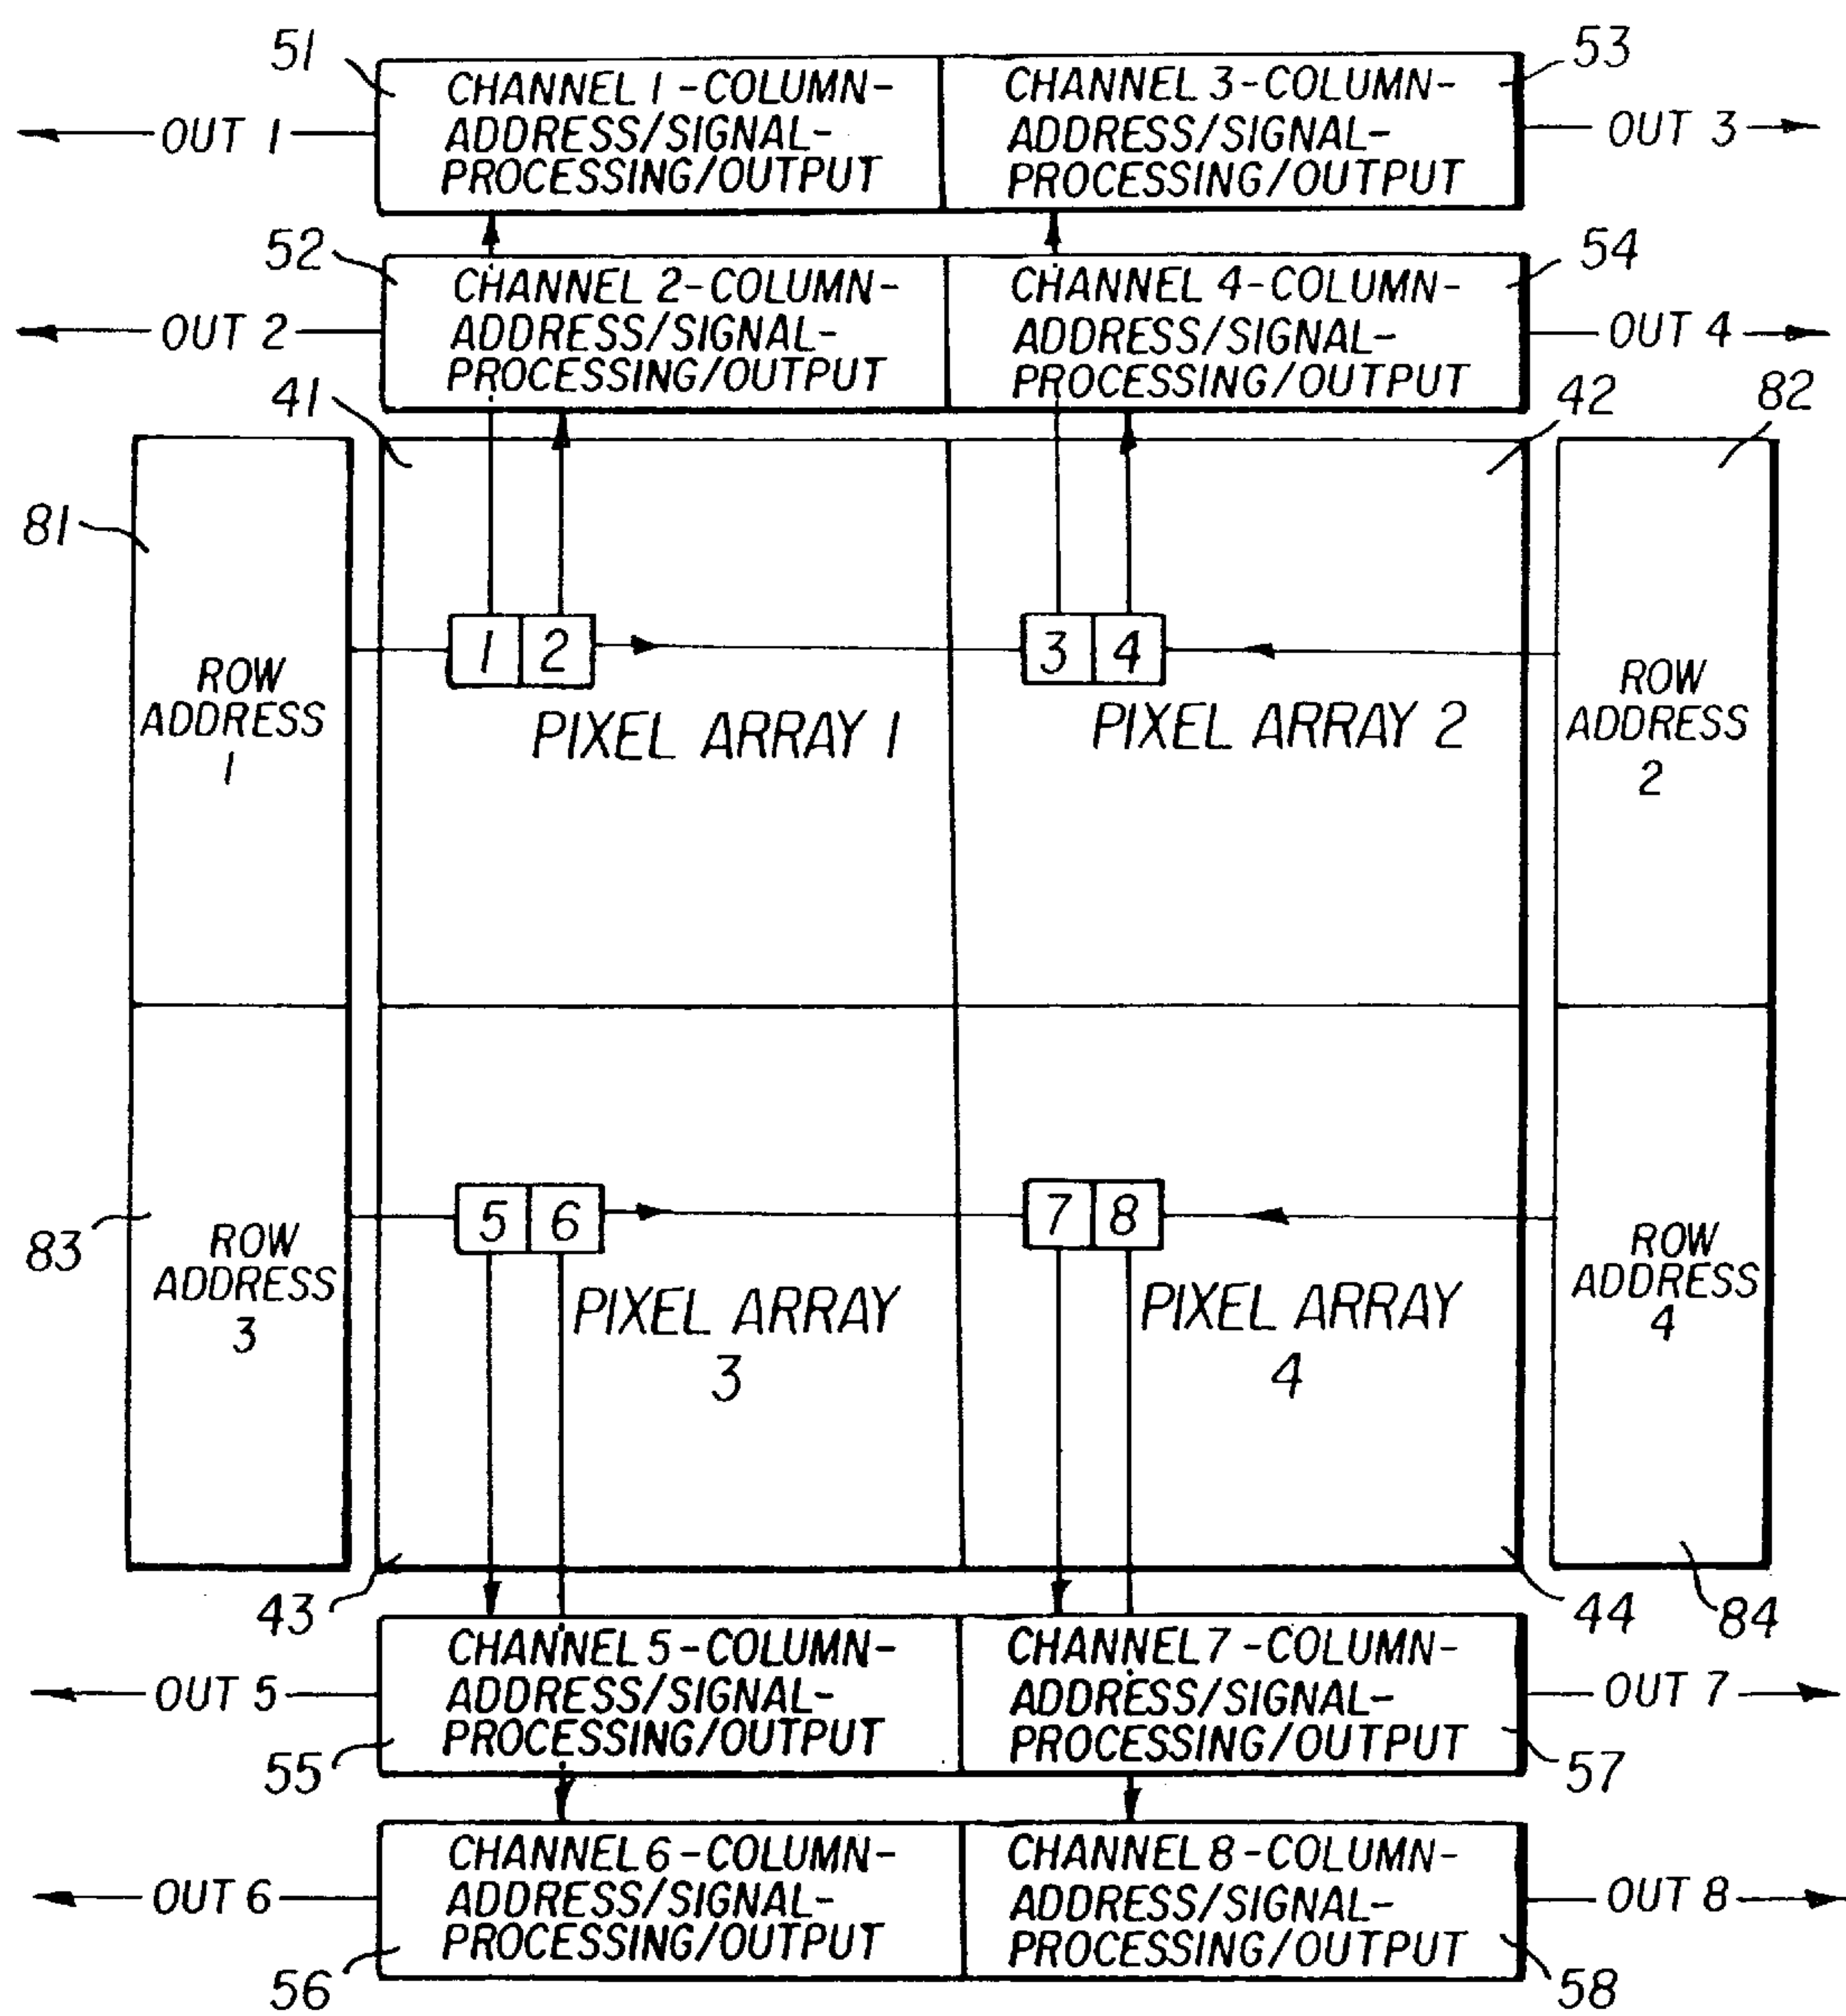 51
53
CHANNEL 1-COLUMN-
ADDRESS/SIGNAL-
PROCESSING/OUTPUT
CHANNEL 3-COLUMN-
ADDRESS/SIGNAL-
PROCESSING/OUTPUT
OUT 1
OUT 3
52
54
CHANNEL 2-COLUMN-
ADDRESS/SIGNAL-
PROCESSING/OUTPUT
CHANNEL 4-COLUMN-
ADDRESS/SIGNAL-
PROCESSING/OUTPUT
OUT 2
OUT 4
41
42
82
81
1 2
3 4
ROW
ADDRESS
1
PIXEL ARRAY 1
PIXEL ARRAY 2
ROW
ADDRESS
2
5 6
7 8
83
ROW
ADDRESS
3
PIXEL ARRAY
3
PIXEL ARRAY
4
ROW
ADDRESS
4
43
44
84
CHANNEL 5-COLUMN-
ADDRESS/SIGNAL-
PROCESSING/OUTPUT
CHANNEL 7-COLUMN-
ADDRESS/SIGNAL-
PROCESSING/OUTPUT
OUT 5
OUT 7
55
57
CHANNEL 6-COLUMN-
ADDRESS/SIGNAL-
PROCESSING/OUTPUT
CHANNEL 8-COLUMN-
ADDRESS/SIGNAL-
PROCESSING/OUTPUT
OUT 6
OUT 8
56
58